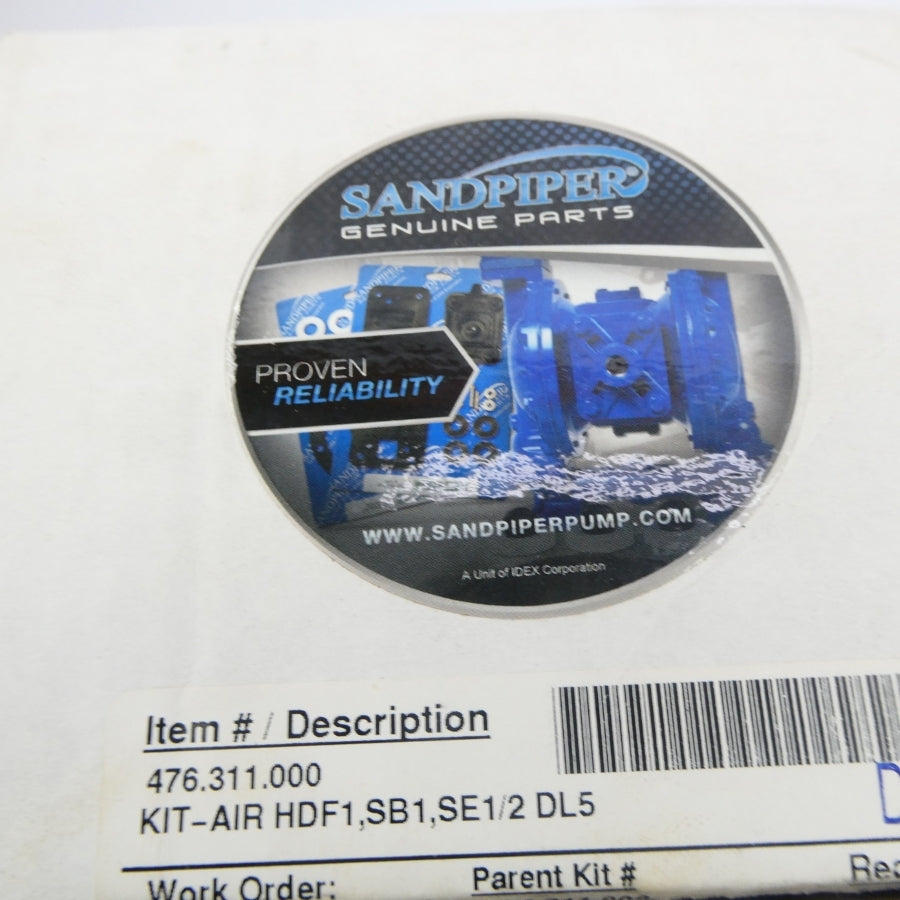 SANDPIPER
GENUINE PARTS
SANDPIPER
PROVEN
RELIABILITY
WWW.SANDPIPERPUMP.COM
A Unit of IDEX Corporation
Item # / Description
476.311.000
KIT-AIR HDF1,SB1,SE1/2 DL5
Work Order:
Parent Kit #